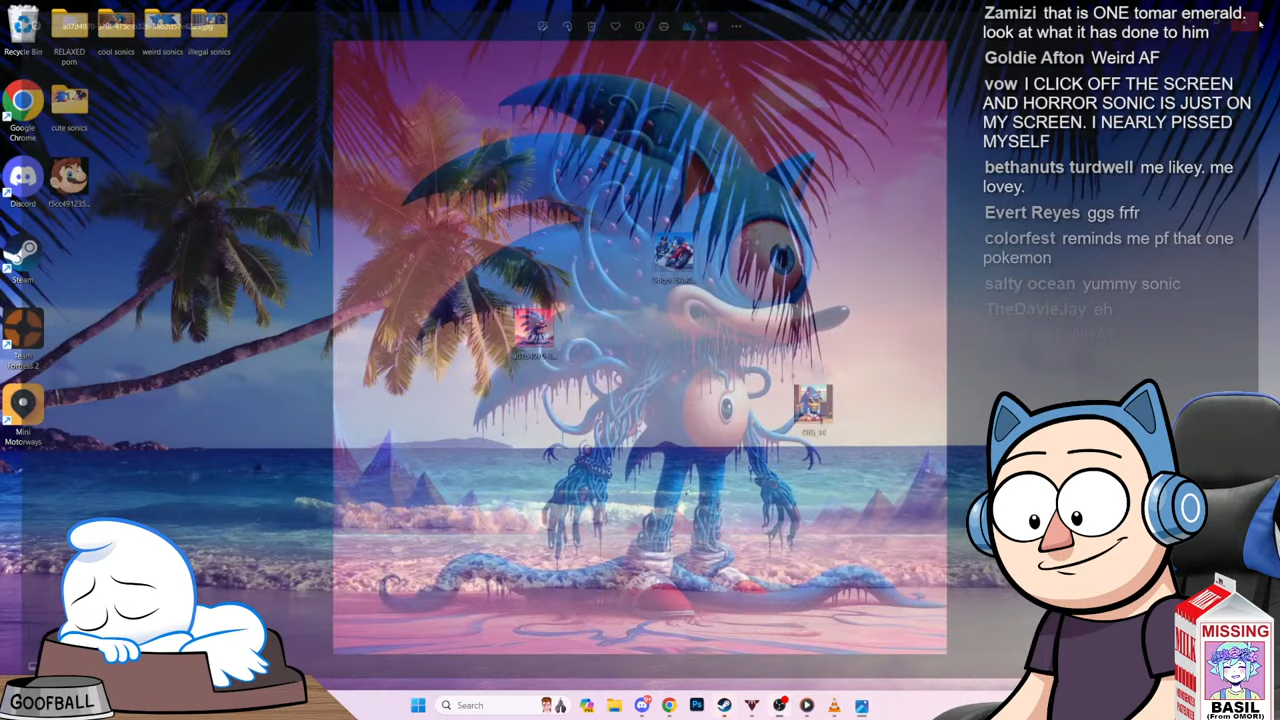 Recycle Bin
RELAXED
porn
cool sonics
weird sonics
illegal sonics
Google
Chrome
cute sonics
Discord
f5cc491235...
Steam
Team
Fortress 2
Mini
Motorways
Zamizi that is ONE tomar emerald.
look at what it has done to him
Goldie Afton Weird AF
vow I CLICK OFF THE SCREEN
AND HORROR SONIC IS JUST ON
MY SCREEN. I NEARLY PISSED
MYSELF
bethanuts turdwell me likey. me
lovey.
Evert Reyes ggs frfr
colorfest reminds me pf that one
pokemon
salty ocean yummy sonic
TheDavieJay eh
GOOFBALL
Search
MILK
MISSING
BASIL
(From OMORI)